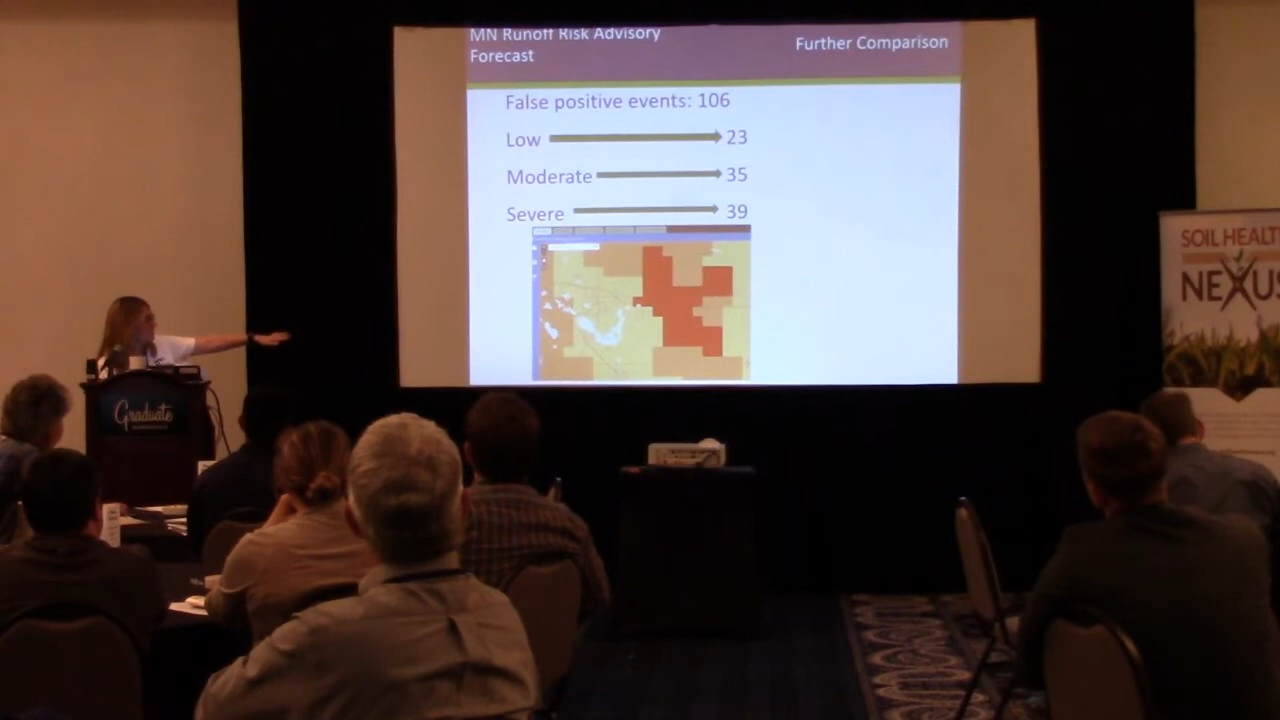 MN Runoff Risk Advisory
Forecast
Further Comparison
False positive events: 106
Low 23
Moderate 35
Severe 39
SOIL HEALT
NEXUS
Graduate